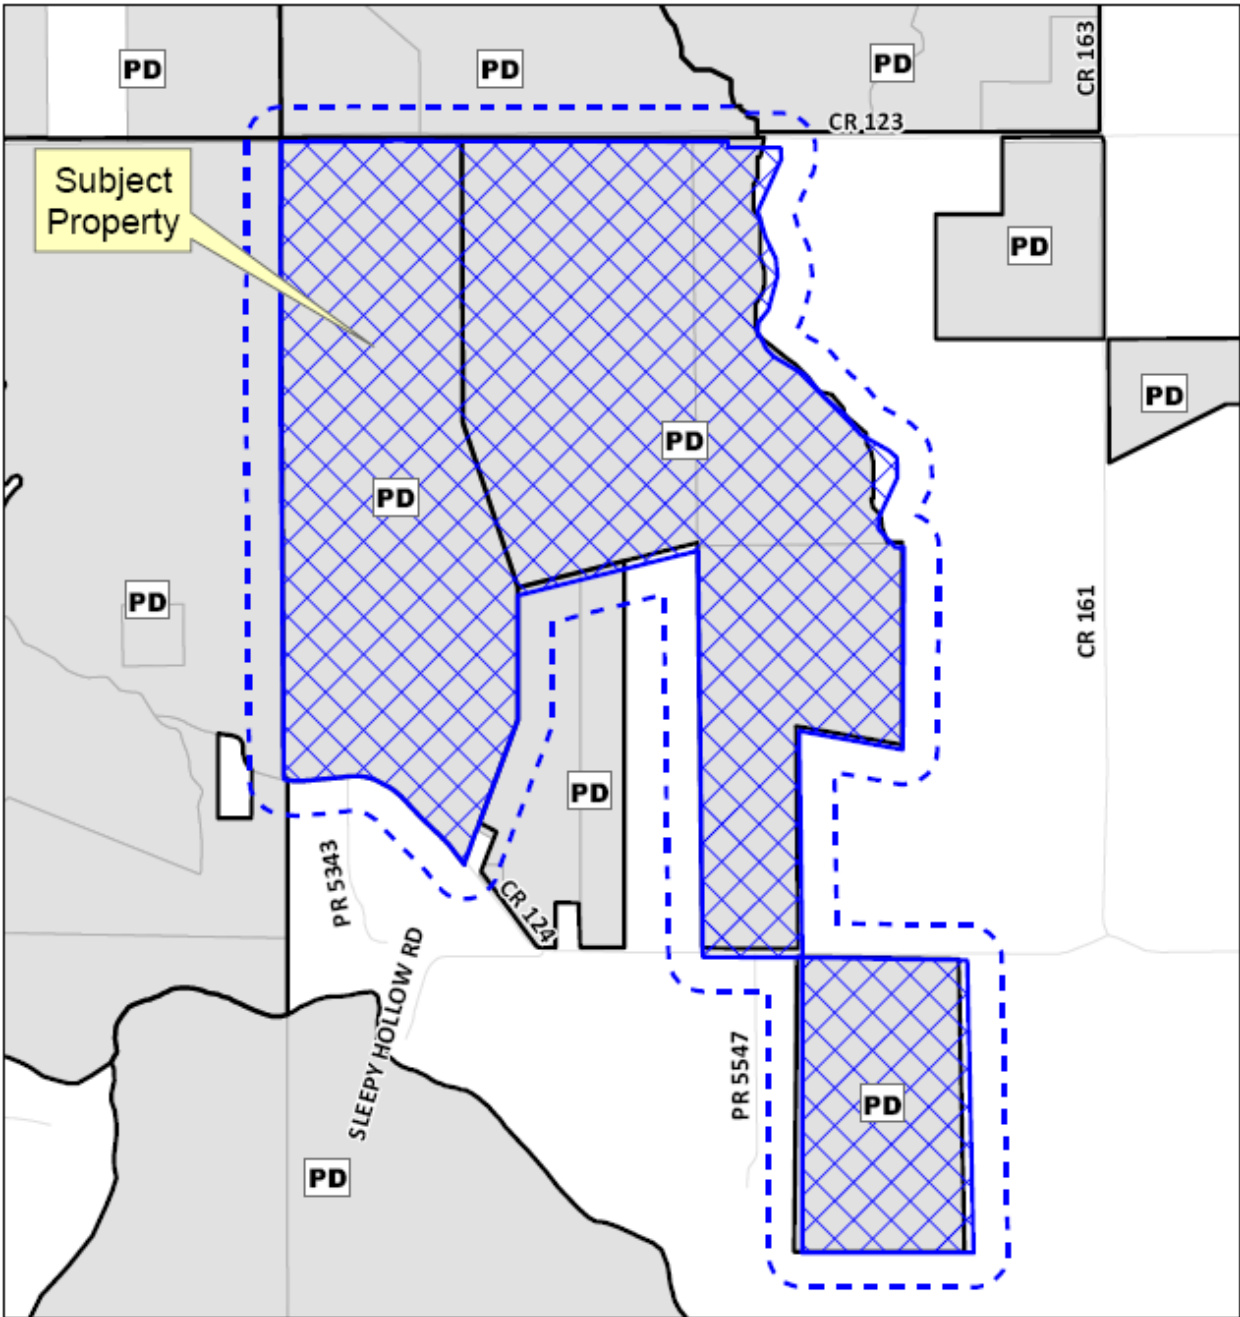 PD
PD
PD
CR 163
CR 123
Subject
Property
PD
PD
PD
PD
PD
CR 161
PD
PR 5343
CR 124
SLEEPY HOLLOW RD
PR 5547
PD
PD